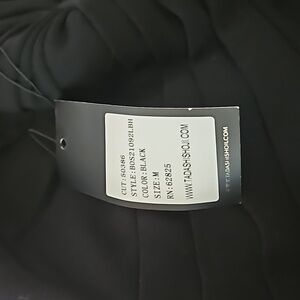 CUT:50386
STYLE:BOS21092LBH
COLOR:BLACK
SIZE:M
RN:62825
WWW.TADASHISHOJI.COM